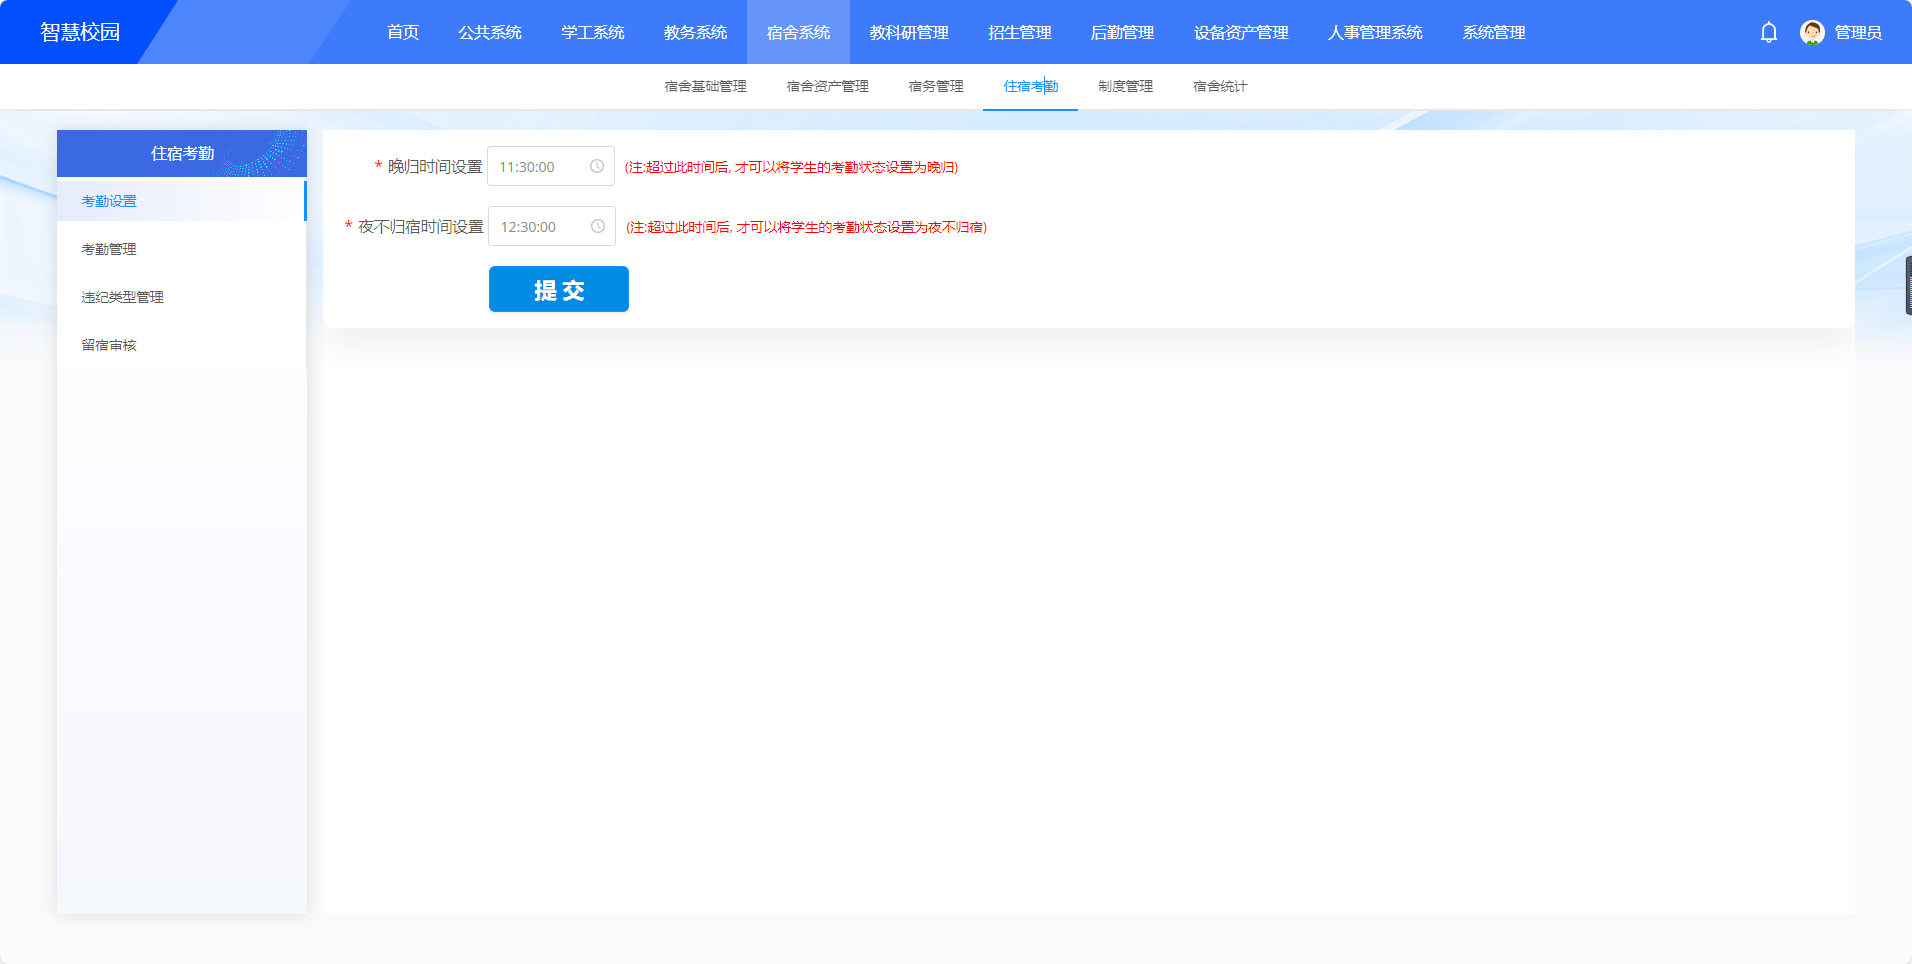 智慧校园
首页 公共系统 学工系统 教务系统 宿舍系统 教科研管理 招生管理 后勤管理 设备资产管理 人事管理系统 系统管理
管理员
宿舍基础管理 宿舍资产管理 宿务管理 住宿考勤 制度管理 宿舍统计
住宿考勤
考勤设置
考勤管理
违纪类型管理
留宿审核
* 晚归时间设置 11:30:00 (注:超过此时间后, 才可以将学生的考勤状态设置为晚归)
* 夜不归宿时间设置 12:30:00 (注:超过此时间后, 才可以将学生的考勤状态设置为夜不归宿)
提 交